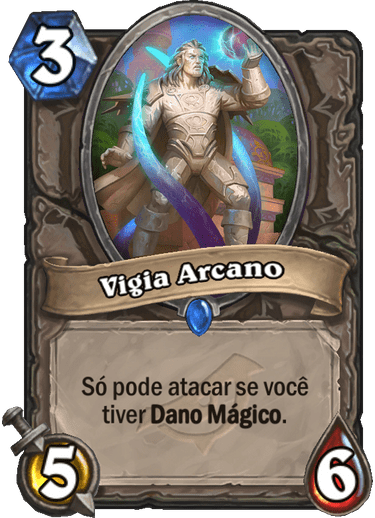 3
Vigia Arcano
Só pode atacar se você
tiver Dano Mágico.
5
6